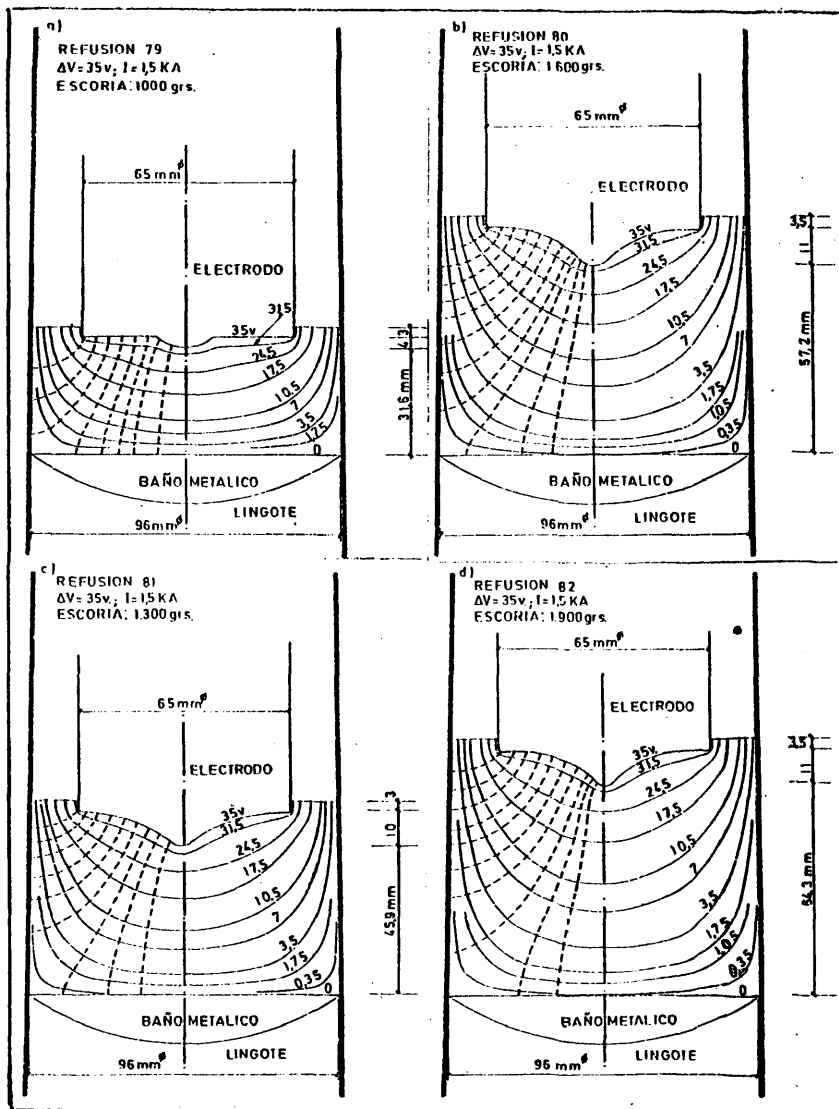 a)
REFUSION 79
ΔV=35v; I=1,5 KA
ESCORIA: 1000 grs.
65 mm ø
ELECTRODO
31,5
35v
24,5
17,5
10,5
7
3,5
1,75
0
4,3
31,6 mm
BAÑO METALICO
LINGOTE
96mm ø
b)
REFUSION 80
ΔV=35v; I=1,5 KA
ESCORIA: 1.600 grs.
65 mm ø
ELECTRODO
35v
31,5
24,5
17,5
10,5
7
3,5
1,75
1,05
0,35
0
3,5
11
57,2 mm
BAÑO METALICO
LINGOTE
96mm ø
c)
REFUSION 81
ΔV=35v; I=1,5 KA
ESCORIA: 1.300 grs.
65 mm ø
ELECTRODO
35v
31,5
24,5
17,5
10,5
7
3,5
1,75
0,35
0
3
10
45,9 mm
BAÑO METALICO
LINGOTE
96 mm ø
d)
REFUSION 82
ΔV=35v; I=1,5 KA
ESCORIA: 1.900 grs.
65 mm ø
ELECTRODO
35v.
31,5
24,5
17,5
10,5
7
3,5
1,75
1,05
0,35
0
3,5
11
64,3 mm
BAÑO METALICO
LINGOTE
96 mm ø